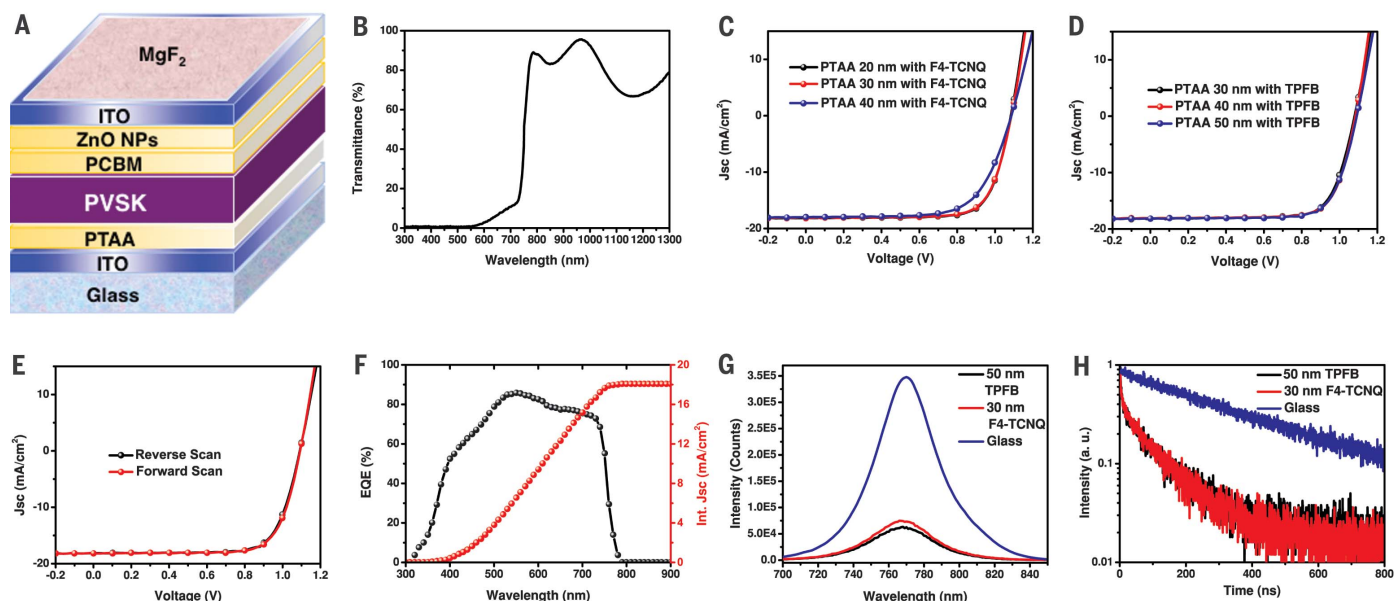 A
MgF2
ITO
ZnO NPs
PCBM
PVSK
PTAA
ITO
Glass
B
Transmittance (%)
100
80
60
40
20
0
300 400 500 600 700 800 900 1000 1100 1200 1300
Wavelength (nm)
C
Jsc (mA/cm2)
10
0
-10
-20
PTAA 20 nm with F4-TCNQ
PTAA 30 nm with F4-TCNQ
PTAA 40 nm with F4-TCNQ
-0.2 0.0 0.2 0.4 0.6 0.8 1.0 1.2
Voltage (V)
D
Jsc (mA/cm2)
10
0
-10
-20
PTAA 30 nm with TPFB
PTAA 40 nm with TPFB
PTAA 50 nm with TPFB
-0.2 0.0 0.2 0.4 0.6 0.8 1.0 1.2
Voltage (V)
E
Jsc (mA/cm2)
10
0
-10
-20
Reverse Scan
Forward Scan
-0.2 0.0 0.2 0.4 0.6 0.8 1.0 1.2
Voltage (V)
F
EQE (%)
100
80
60
40
20
0
20
16
12
8
4
0
Int. Jsc (mA/cm2)
300 400 500 600 700 800 900
Wavelength (nm)
G
Intensity (Counts)
3.5E5
3.0E5
2.5E5
2.0E5
1.5E5
1.0E5
5.0E4
0.0
50 nm
TPFB
30 nm
F4-TCNQ
Glass
700 720 740 760 780 800 820 840
Wavelength (nm)
H
Intensity (a. u.)
1
0.1
0.01
50 nm TPFB
30 nm F4-TCNQ
Glass
0 200 400 600 800
Time (ns)